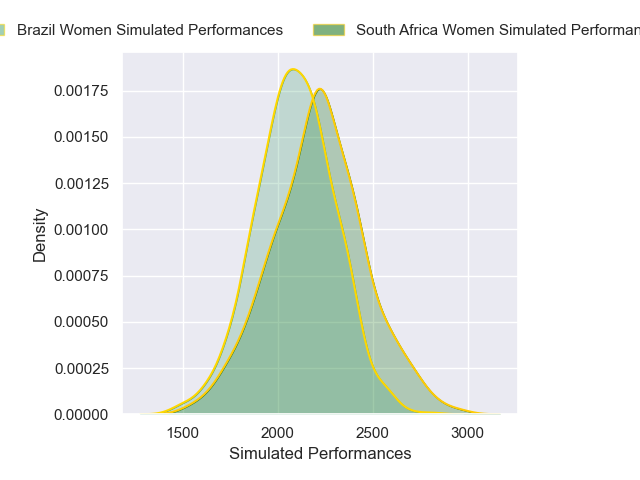 Brazil Women Simulated Performances
South Africa Women Simulated
0.00175
0.00150
0.00125
0.00100
0.00075
0.00050
0.00025
0.00000
Density
1500 2000 2500 3000
Simulated Performances